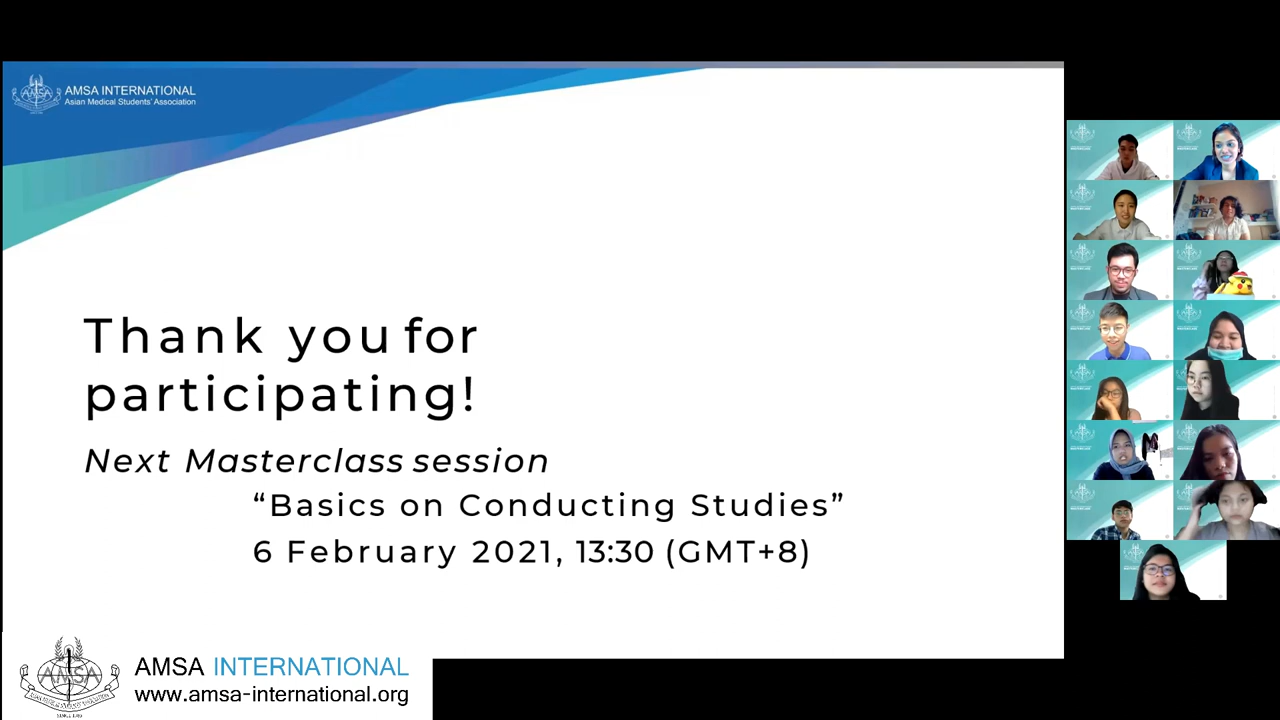 AMSA INTERNATIONAL
Asian Medical Students' Association
Thank you for
participating!
Next Masterclass session
“Basics on Conducting Studies”
6 February 2021, 13:30 (GMT+8)
AMSA
AMSA INTERNATIONAL
www.amsa-international.org